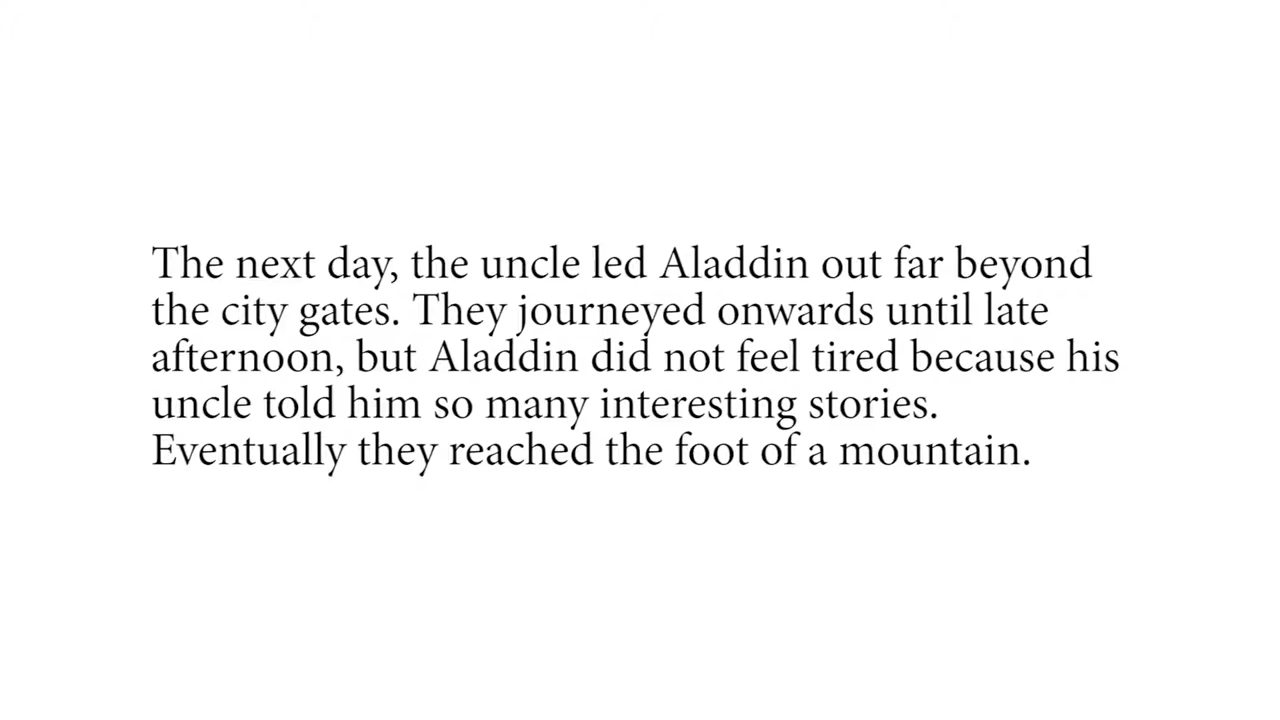 The next day, the uncle led Aladdin out far beyond
the city gates. They journeyed onwards until late
afternoon, but Aladdin did not feel tired because his
uncle told him so many interesting stories.
Eventually they reached the foot of a mountain.